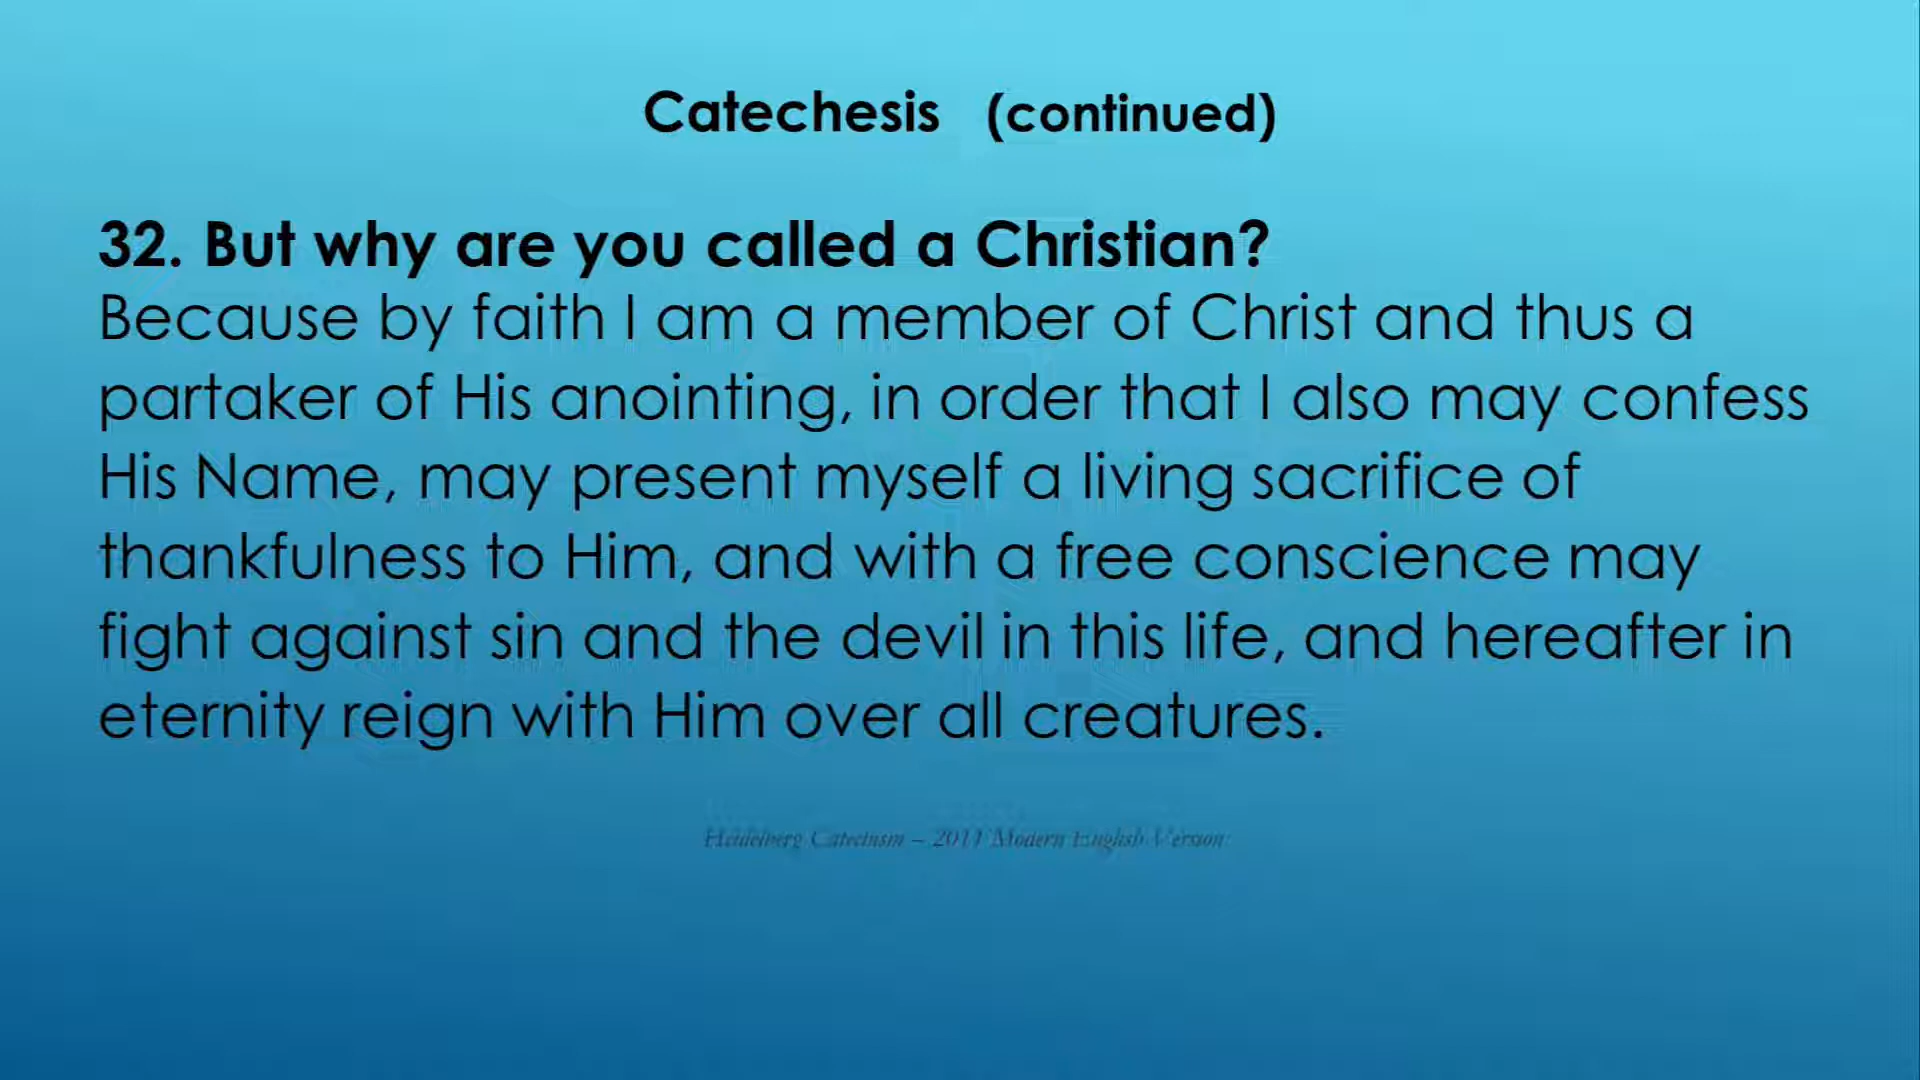 Catechesis (continued)
32. But why are you called a Christian?
Because by faith I am a member of Christ and thus a
partaker of His anointing, in order that I also may confess
His Name, may present myself a living sacrifice of
thankfulness to Him, and with a free conscience may
fight against sin and the devil in this life, and hereafter in
eternity reign with Him over all creatures.
Heidelberg Catechism – 2011 Modern English Version